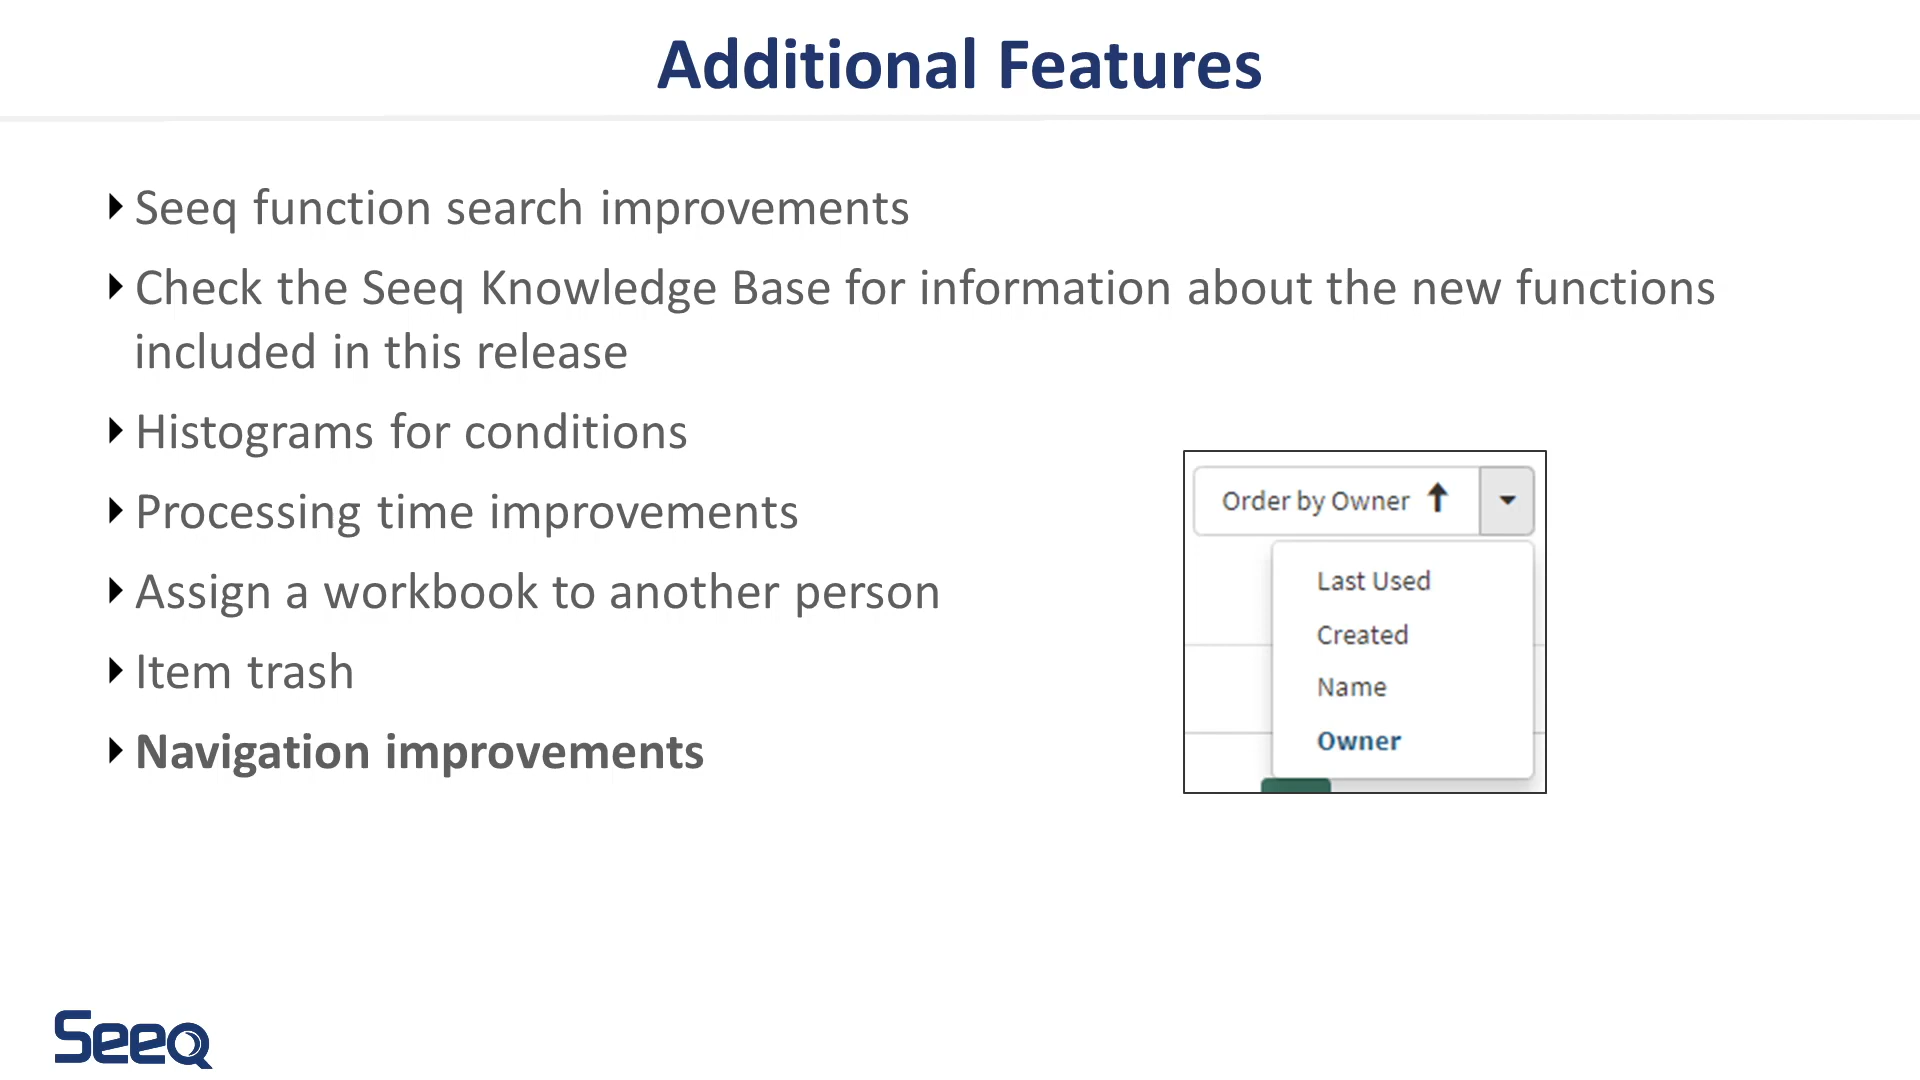 Additional Features
Seeq function search improvements
Check the Seeq Knowledge Base for information about the new functions
included in this release
Histograms for conditions
Processing time improvements
Assign a workbook to another person
Item trash
Navigation improvements
Order by Owner
Last Used
Created
Name
Owner
Seeq